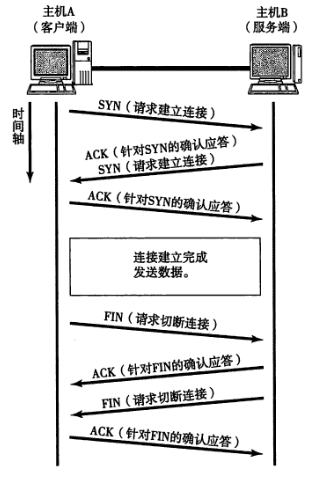 主机A
（客户端）
主机B
（服务端）
时间轴
SYN（请求建立连接）
ACK（针对SYN的确认应答）
SYN（请求建立连接）
ACK（针对SYN的确认应答）
连接建立完成
发送数据。
FIN（请求切断连接）
ACK（针对FIN的确认应答）
FIN（请求切断连接）
ACK（针对FIN的确认应答）